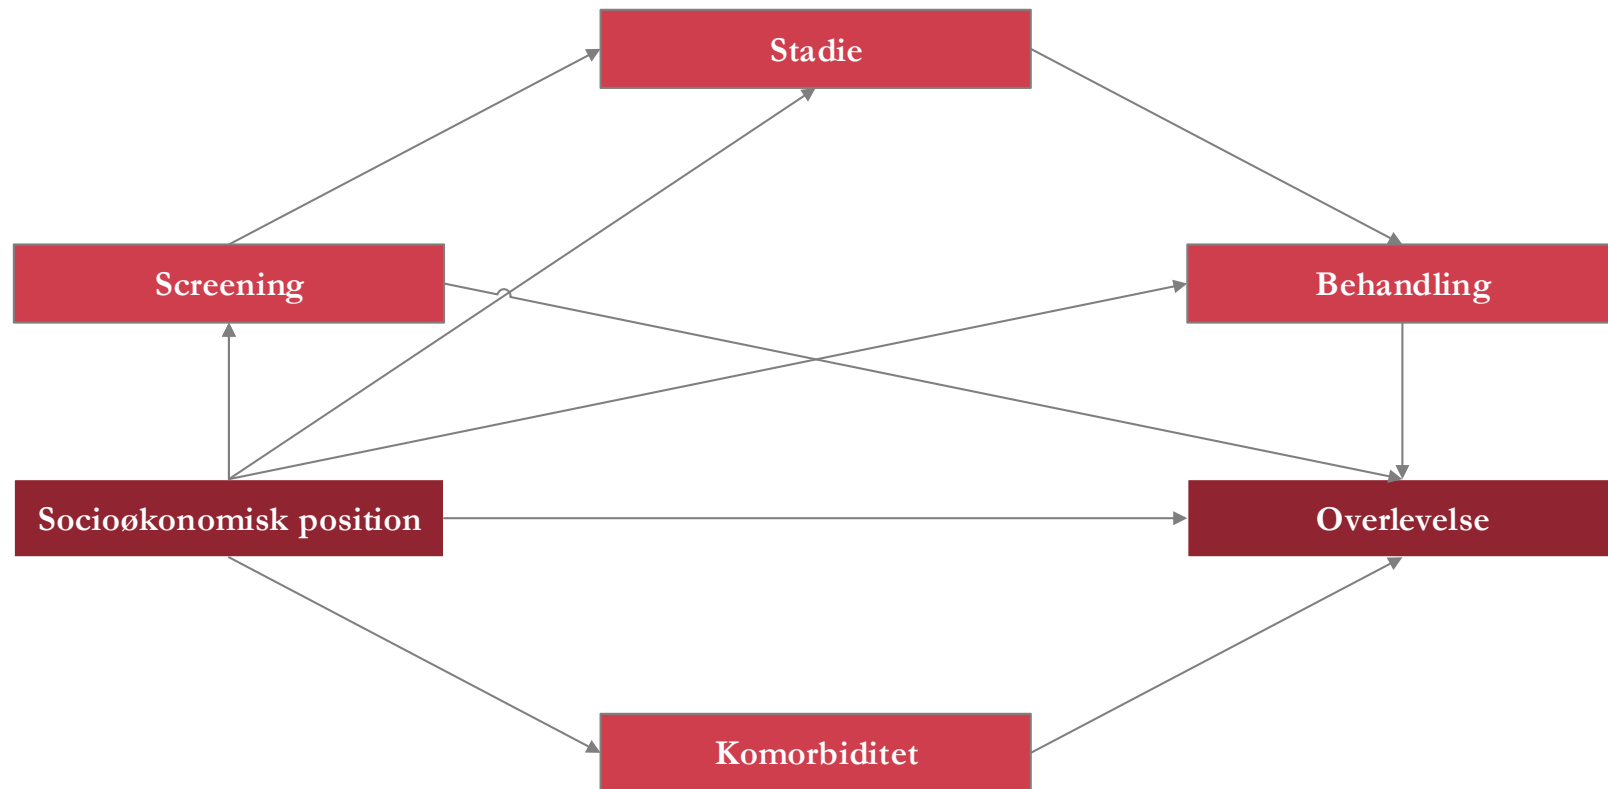 Stadie
Screening
Behandling
Socioøkonomisk position
Overlevelse
Komorbiditet